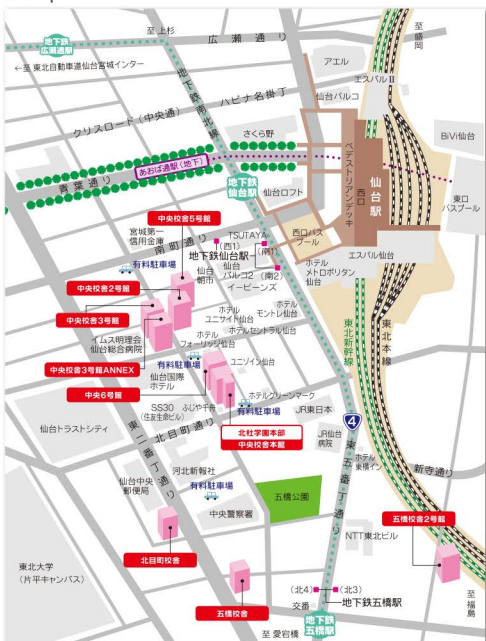 至 上杉
広瀬通り
至 盛岡
地下鉄
広瀬通駅
←至 東北自動車道仙台宮城インター
地下鉄南北線
アエル
エスパルⅡ
仙台パルコ
クリスロード(中央通)
ハピナ名掛丁
さくら野
BiVi仙台
あおば通駅(地下)
青葉通り
ペデストリアンデッキ
西口
仙台駅
地下鉄
仙台駅
仙台ロフト
東口
バスプール
中央校舎5号館
宮城第一
信用金庫
TSUTAYA
西口バス
プール
エスパル仙台
南町通り
(西1)
(南1)
地下鉄仙台駅
有料駐車場
仙台
朝市
仙台
パルコ2
(南2)
イービーンズ
ホテル
メトロポリタン
仙台
中央校舎2号館
中央校舎3号館
ホテル
モントレ仙台
ホテル
ユニサイト仙台
イムス明理会
仙台総合病院
ホテル
フォーリッジ仙台
ホテルセントラル仙台
東北新幹線
東北本線
中央校舎3号館ANNEX
有料駐車場
ユニゾイン仙台
仙台国際
ホテル
中央6号館
ホテルグリーンマーク
SS30
(住友生命ビル)
ふじや千舟
有料駐車場
JR東日本
4
仙台トラストシティ
北目町通り
北杜学園本部
中央校舎本館
JR仙台
病院
東二番丁通り
ホテル
東横イン
新寺通り
河北新報社
仙台中央
郵便局
有料駐車場
五橋公園
東五番丁通り
五橋校舎2号館
中央警察署
NTT東北ビル
北目町校舎
東北大学
(片平キャンパス)
五橋校舎
(北4)
(北3)
交番
地下鉄五橋駅
至 福島
至 愛宕橋
地下鉄
五橋駅